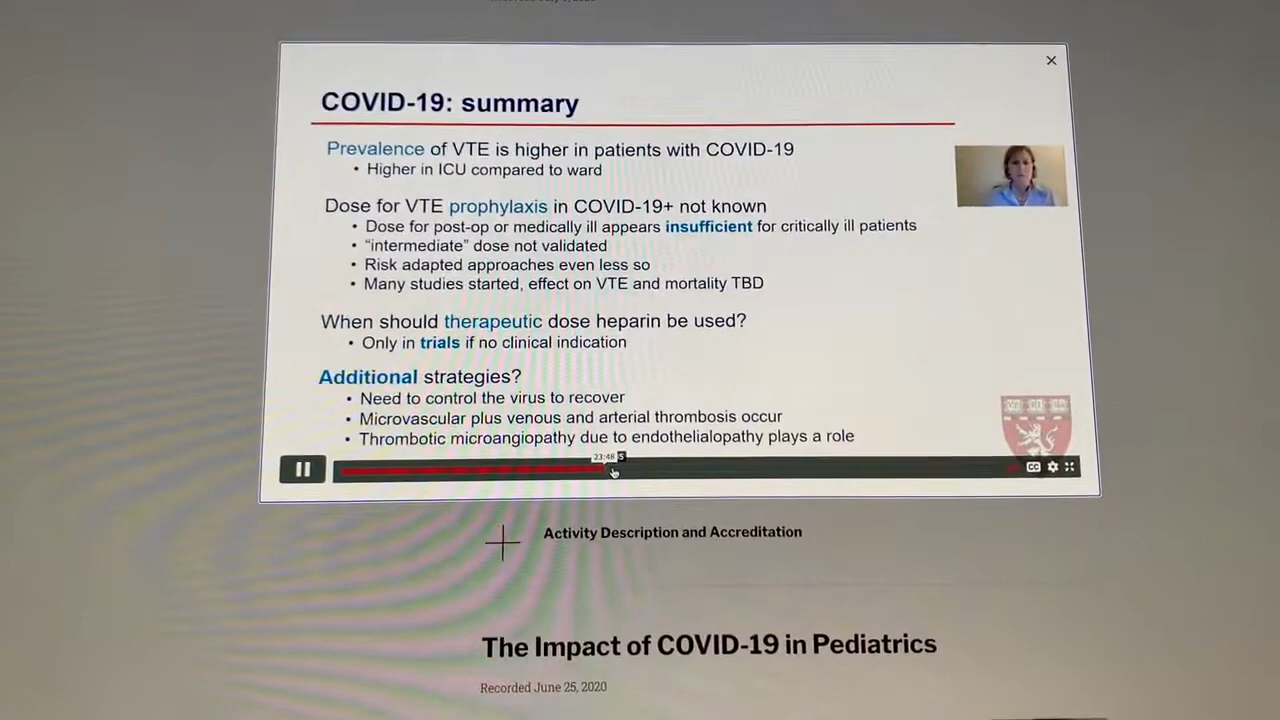 COVID-19: summary
Prevalence of VTE is higher in patients with COVID-19
• Higher in ICU compared to ward
Dose for VTE prophylaxis in COVID-19+ not known
• Dose for post-op or medically ill appears insufficient for critically ill patients
• “intermediate” dose not validated
• Risk adapted approaches even less so
• Many studies started, effect on VTE and mortality TBD
When should therapeutic dose heparin be used?
• Only in trials if no clinical indication
Additional strategies?
• Need to control the virus to recover
• Microvascular plus venous and arterial thrombosis occur
• Thrombotic microangiopathy due to endothelialopathy plays a role
23:48
CC
Activity Description and Accreditation
The Impact of COVID-19 in Pediatrics
Recorded June 25, 2020